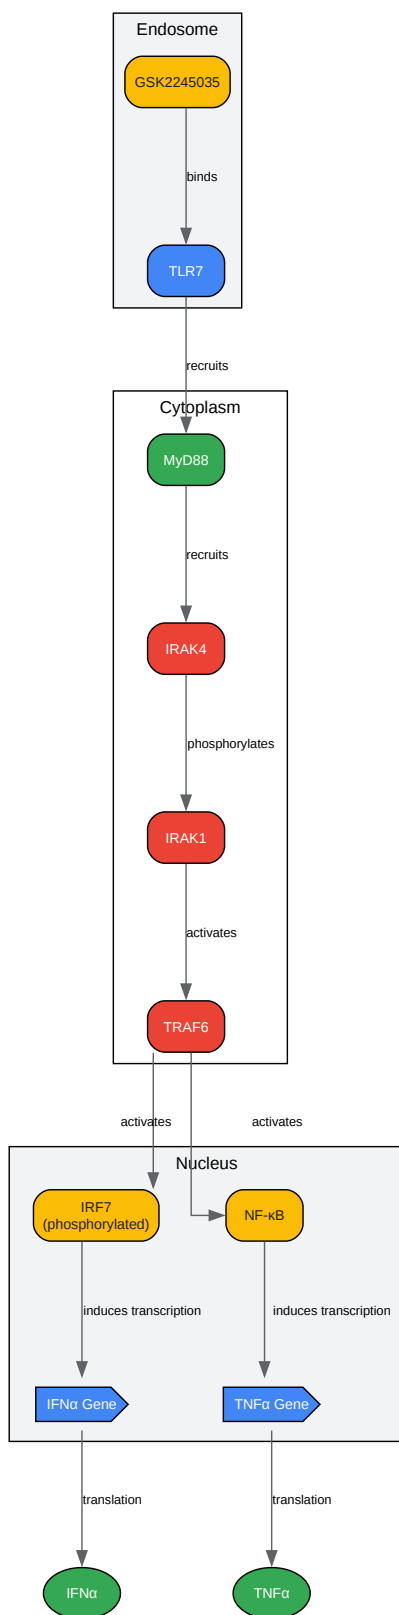 Endosome
GSK2245035
binds
TLR7
recruits
Cytoplasm
MyD88
recruits
IRAK4
phosphorylates
IRAK1
activates
TRAF6
activates
activates
Nucleus
IRF7
(phosphorylated)
NF-κB
induces transcription
induces transcription
IFNα Gene
TNFα Gene
translation
translation
IFNα
TNFα